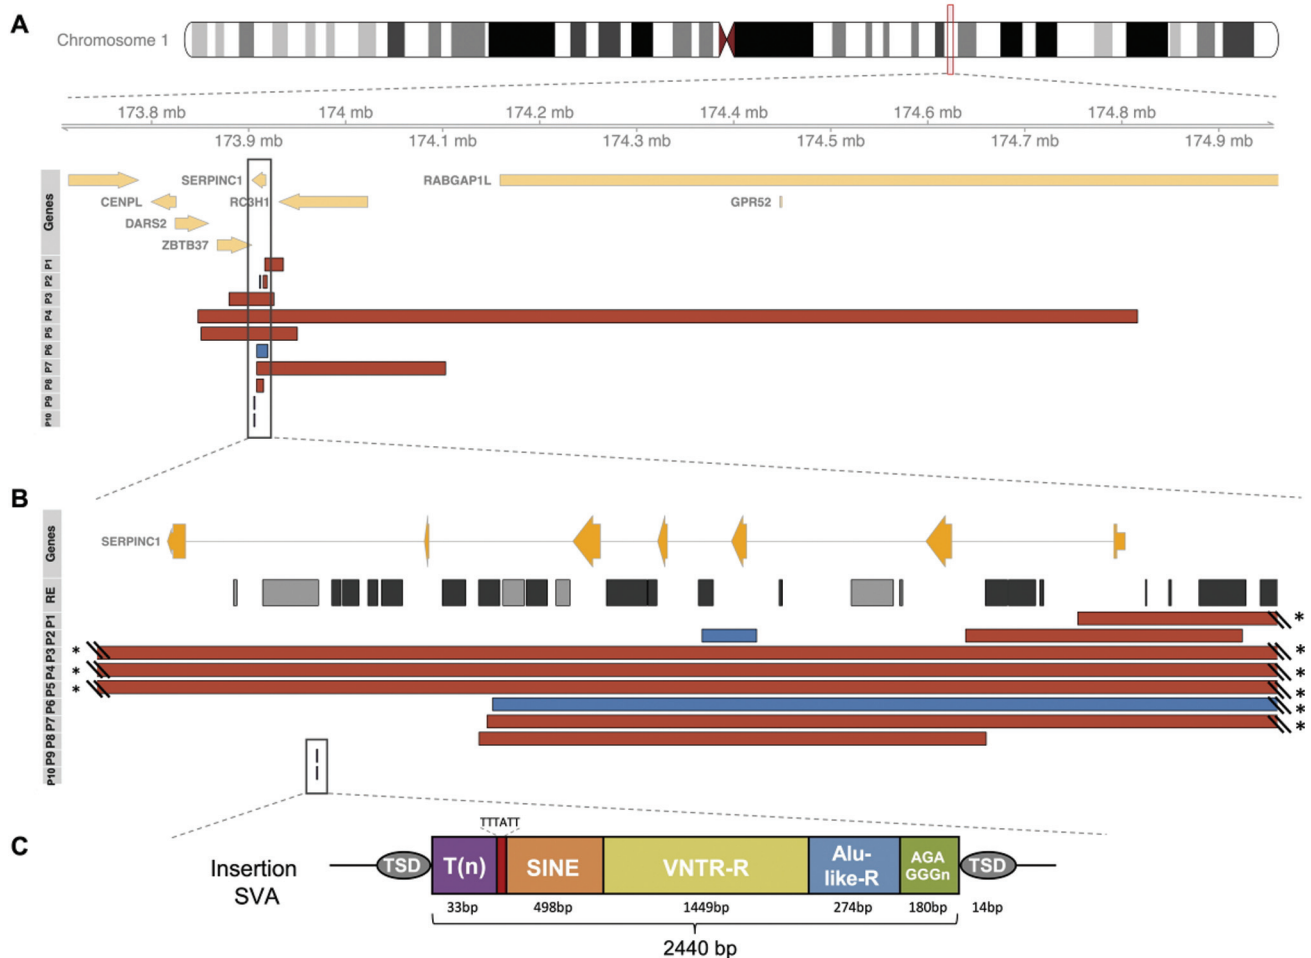 A
Chromosome 1
173.8 mb 174 mb 174.2 mb 174.4 mb 174.6 mb 174.8 mb
173.9 mb 174.1 mb 174.3 mb 174.5 mb 174.7 mb 174.9 mb
Genes
SERPINC1 RABGAP1L
CENPL RC3H1 GPR52
DARS2
ZBTB37
P1
P2
P3
P4
P5
P6
P7
P8
P9
P10
B
Genes
SERPINC1
RE
P1 *
P2
* P3 *
* P4 *
* P5 *
P6 *
P7 *
P8
P9
P10
C
TTTATT
Insertion
SVA
TSD T(n) SINE VNTR-R Alu-
like-R AGA
GGGn TSD
33bp 498bp 1449bp 274bp 180bp 14bp
2440 bp